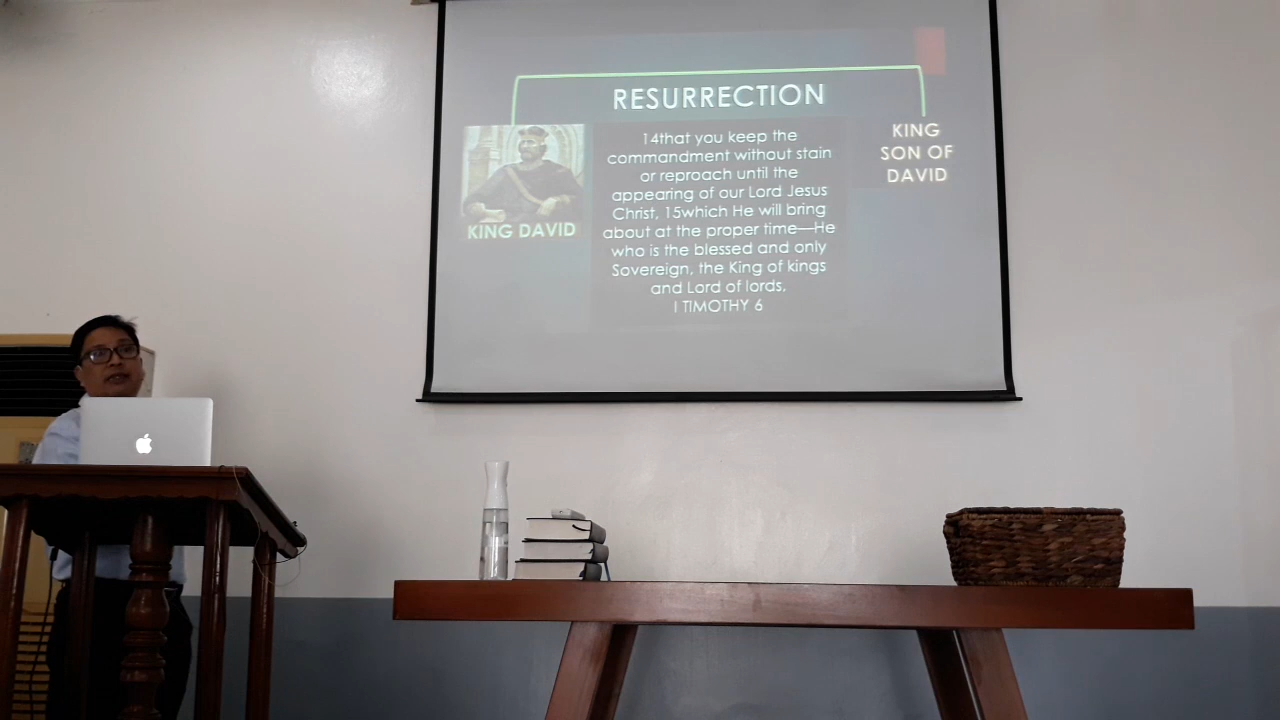 RESURRECTION
KING DAVID
14that you keep the
commandment without stain
or reproach until the
appearing of our Lord Jesus
Christ, 15which He will bring
about at the proper time—He
who is the blessed and only
Sovereign, the King of kings
and Lord of lords.
I TIMOTHY 6
KING
SON OF
DAVID